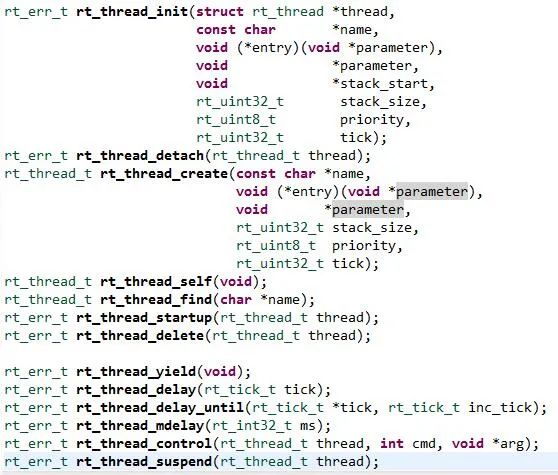 rt_err_t rt_thread_init(struct rt_thread *thread,
                        const char       *name,
                        void (*entry)(void *parameter),
                        void             *parameter,
                        void             *stack_start,
                        rt_uint32_t       stack_size,
                        rt_uint8_t        priority,
                        rt_uint32_t       tick);
rt_err_t rt_thread_detach(rt_thread_t thread);
rt_thread_t rt_thread_create(const char *name,
                             void (*entry)(void *parameter),
                             void       *parameter,
                             rt_uint32_t stack_size,
                             rt_uint8_t  priority,
                             rt_uint32_t tick);
rt_thread_t rt_thread_self(void);
rt_thread_t rt_thread_find(char *name);
rt_err_t rt_thread_startup(rt_thread_t thread);
rt_err_t rt_thread_delete(rt_thread_t thread);

rt_err_t rt_thread_yield(void);
rt_err_t rt_thread_delay(rt_tick_t tick);
rt_err_t rt_thread_delay_until(rt_tick_t *tick, rt_tick_t inc_tick);
rt_err_t rt_thread_mdelay(rt_int32_t ms);
rt_err_t rt_thread_control(rt_thread_t thread, int cmd, void *arg);
rt_err_t rt_thread_suspend(rt_thread_t thread);